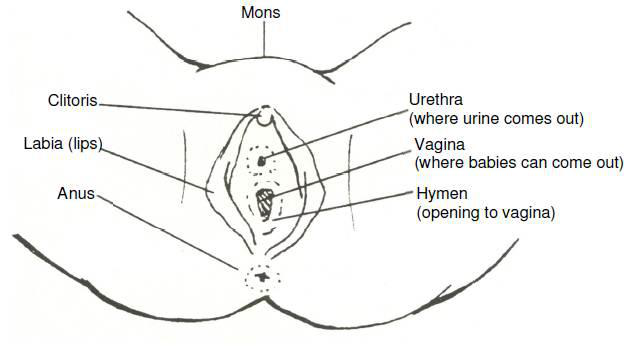 Mons
Clitoris
Urethra
(where urine comes out)
Labia (lips)
Vagina
(where babies can come out)
Anus
Hymen
(opening to vagina)